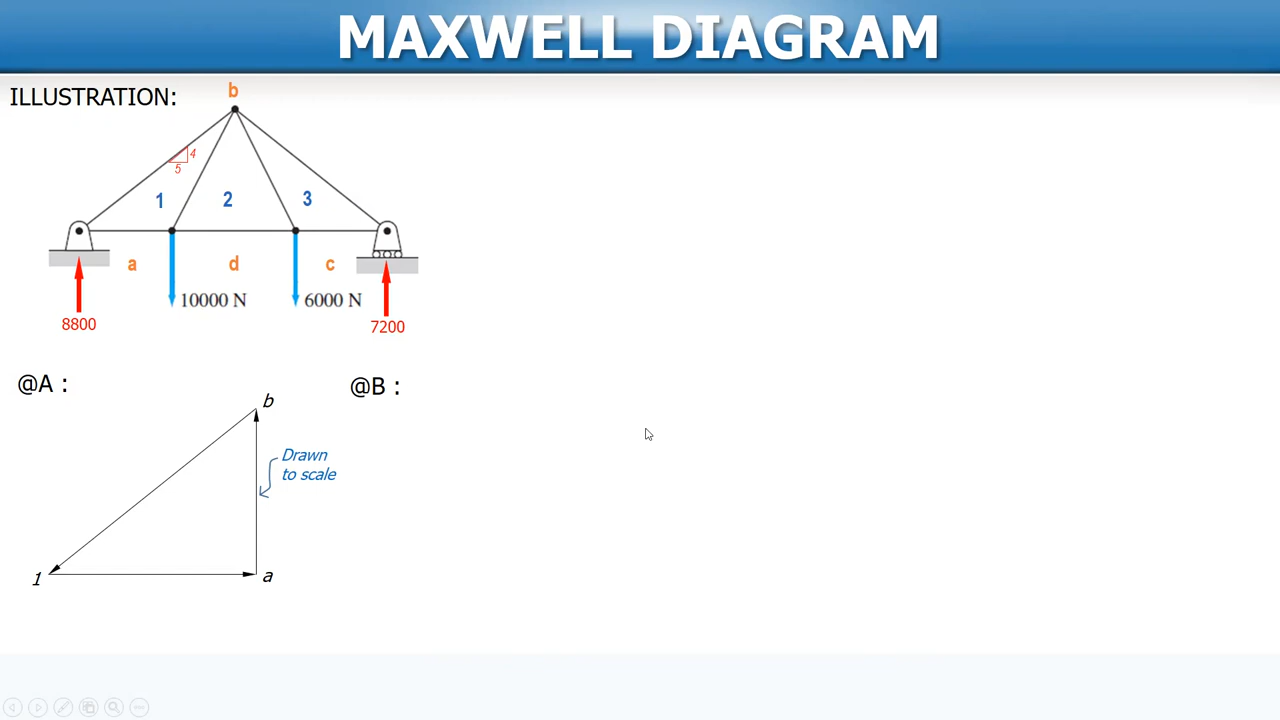 MAXWELL DIAGRAM
ILLUSTRATION:
b
4
5
1 2 3
a d c
10000 N 6000 N
8800 7200
@A : @B :
b
Drawn
to scale
1 a